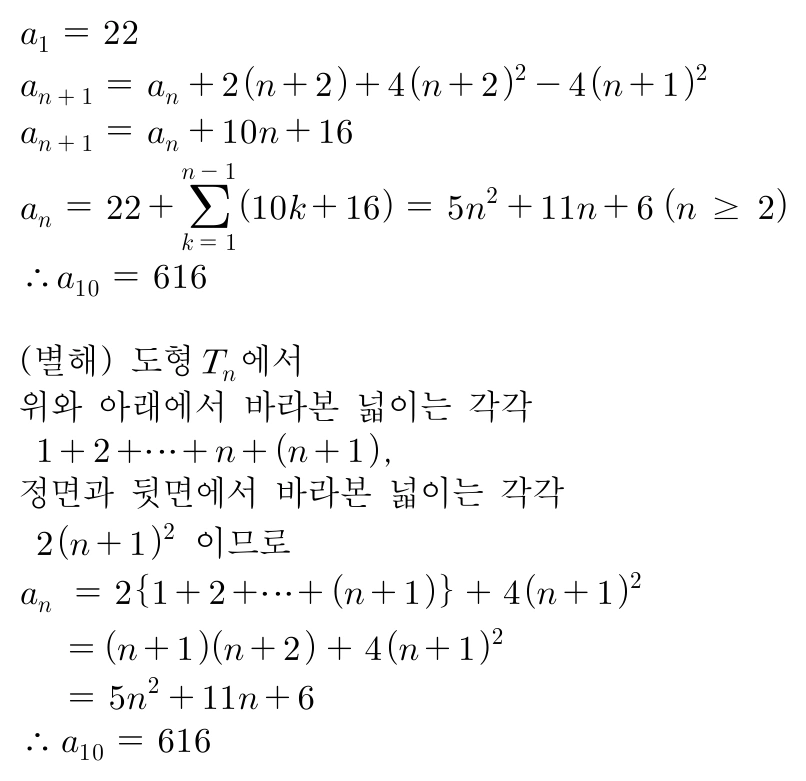 a₁ = 22
aₙ₊₁ = aₙ + 2(n+2) + 4(n+2)² − 4(n+1)²
aₙ₊₁ = aₙ + 10n + 16
aₙ = 22 + ∑_{k=1}^{n−1} (10k+16) = 5n² + 11n + 6 (n ≥ 2)
∴ a₁₀ = 616
(별해) 도형 Tₙ에서
위와 아래에서 바라본 넓이는 각각
1 + 2 + ⋯ + n + (n+1),
정면과 뒷면에서 바라본 넓이는 각각
2(n+1)² 이므로
aₙ = 2{1 + 2 + ⋯ + (n+1)} + 4(n+1)²
= (n+1)(n+2) + 4(n+1)²
= 5n² + 11n + 6
∴ a₁₀ = 616